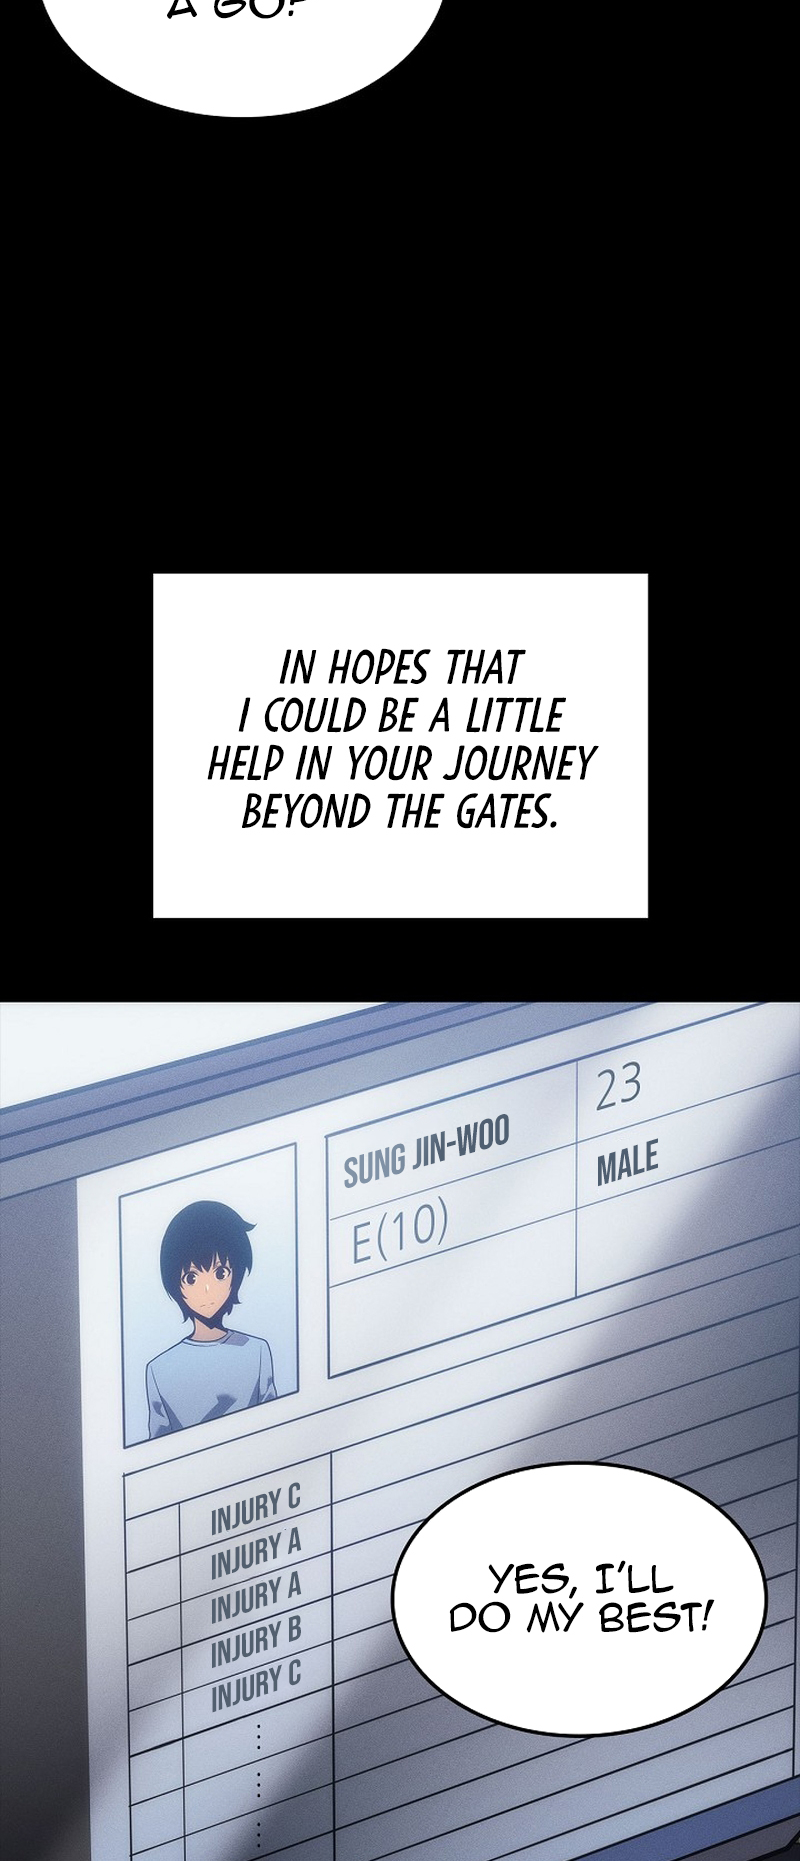 A GO?
IN HOPES THAT
I COULD BE A LITTLE
HELP IN YOUR JOURNEY
BEYOND THE GATES.
SUNG JIN-WOO
23
E(10)
MALE
INJURY C
INJURY A
INJURY A
INJURY B
INJURY C
YES, I'LL
DO MY BEST!